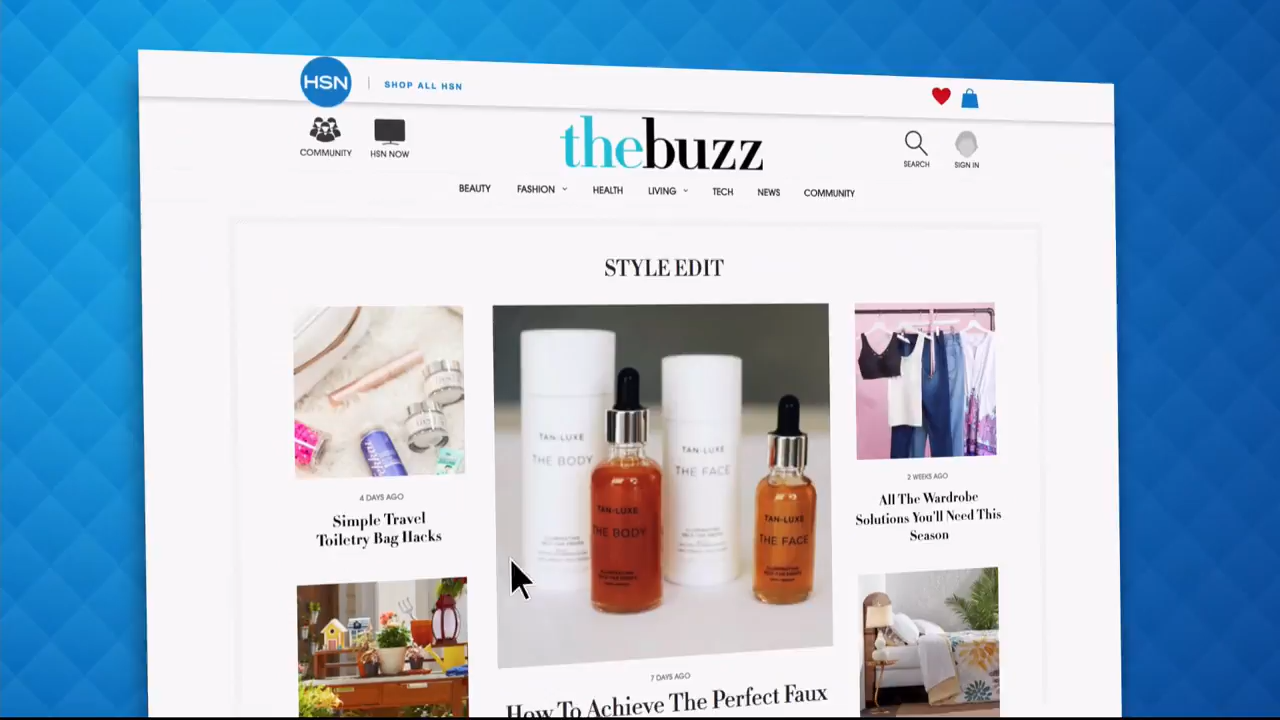 HSN
SHOP ALL HSN
COMMUNITY
HSN NOW
thebuzz
SEARCH
SIGN IN
BEAUTY
FASHION
HEALTH
LIVING
TECH
NEWS
COMMUNITY
STYLE EDIT
TAN-LUXE
THE BODY
TAN-LUXE
THE FACE
TAN-LUXE
THE BODY
TAN-LUXE
THE FACE
4 DAYS AGO
Simple Travel
Toiletry Bag Hacks
2 WEEKS AGO
All The Wardrobe
Solutions You'll Need This
Season
7 DAYS AGO
How To Achieve The Perfect Faux